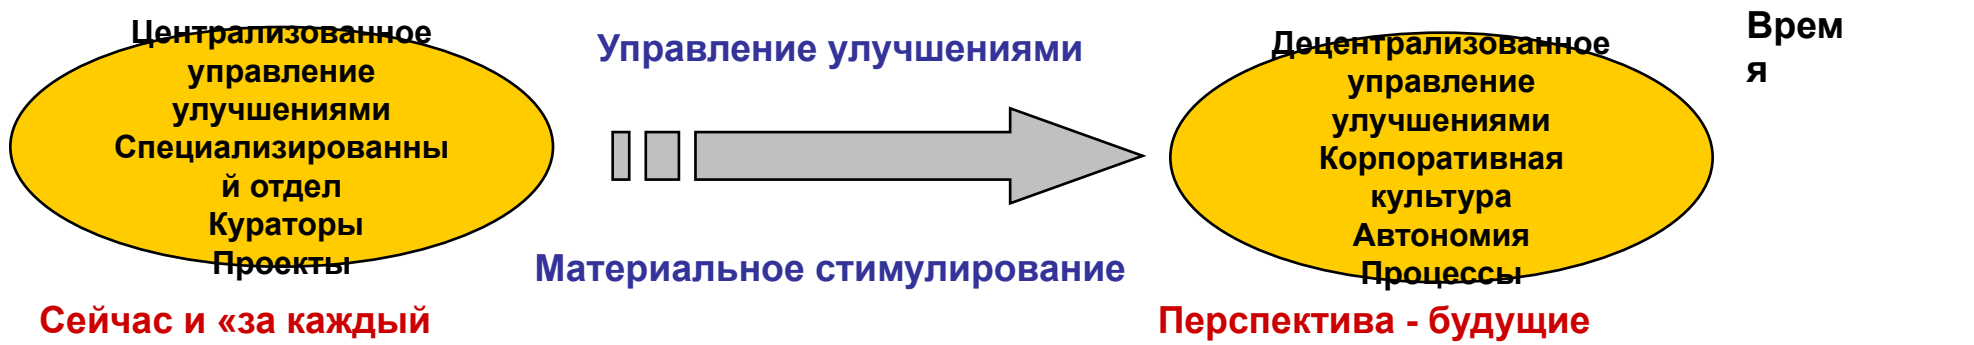 Централизованное
управление
улучшениями
Специализированны
й отдел
Кураторы
Проекты
Управление улучшениями
Материальное стимулирование
Децентрализованное
управление
улучшениями
Корпоративная
культура
Автономия
Процессы
Врем
я
Сейчас и «за каждый
Перспектива - будущие